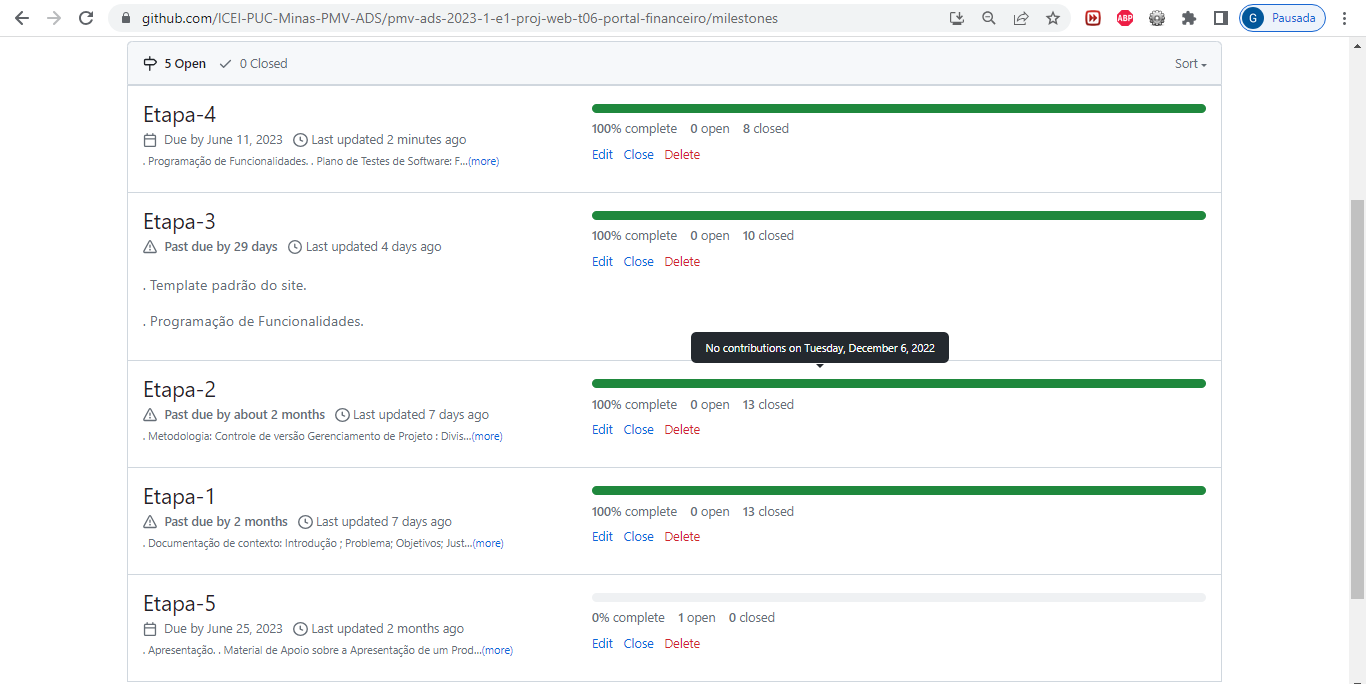 github.com/ICEI-PUC-Minas-PMV-ADS/pmv-ads-2023-1-e1-proj-web-t06-portal-financeiro/milestones
ABP
G Pausada
5 Open 0 Closed Sort
Etapa-4
Due by June 11, 2023 Last updated 2 minutes ago
. Programação de Funcionalidades. . Plano de Testes de Software: F...(more)
100% complete 0 open 8 closed
Edit Close Delete
Etapa-3
Past due by 29 days Last updated 4 days ago
. Template padrão do site.
. Programação de Funcionalidades.
100% complete 0 open 10 closed
Edit Close Delete
No contributions on Tuesday, December 6, 2022
Etapa-2
Past due by about 2 months Last updated 7 days ago
. Metodologia: Controle de versão Gerenciamento de Projeto : Divis...(more)
100% complete 0 open 13 closed
Edit Close Delete
Etapa-1
Past due by 2 months Last updated 7 days ago
. Documentação de contexto: Introdução ; Problema; Objetivos; Just...(more)
100% complete 0 open 13 closed
Edit Close Delete
Etapa-5
Due by June 25, 2023 Last updated 2 months ago
. Apresentação. . Material de Apoio sobre a Apresentação de um Prod...(more)
0% complete 1 open 0 closed
Edit Close Delete